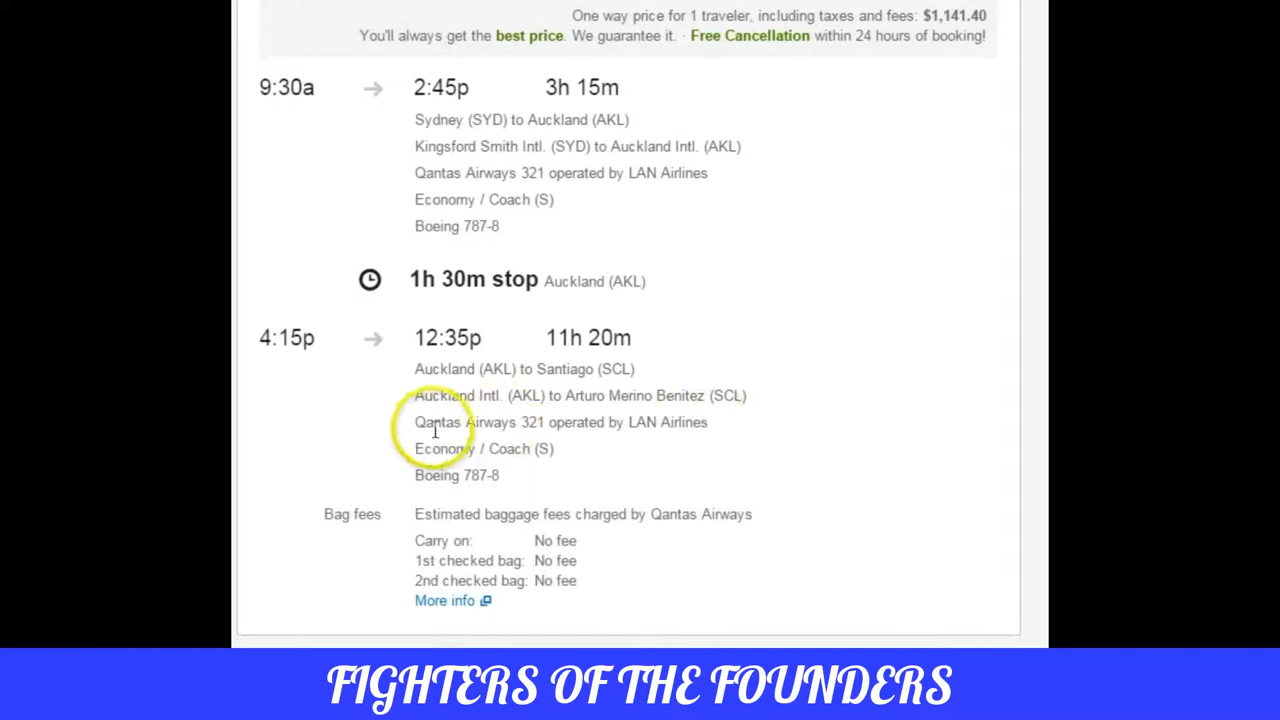 One way price for 1 traveler, including taxes and fees: $1,141.40
You'll always get the best price. We guarantee it. · Free Cancellation within 24 hours of booking!
9:30a 2:45p 3h 15m
Sydney (SYD) to Auckland (AKL)
Kingsford Smith Intl. (SYD) to Auckland Intl. (AKL)
Qantas Airways 321 operated by LAN Airlines
Economy / Coach (S)
Boeing 787-8
1h 30m stop Auckland (AKL)
4:15p 12:35p 11h 20m
Auckland (AKL) to Santiago (SCL)
Auckland Intl. (AKL) to Arturo Merino Benitez (SCL)
Qantas Airways 321 operated by LAN Airlines
Economy / Coach (S)
Boeing 787-8
Bag fees Estimated baggage fees charged by Qantas Airways
Carry on: No fee
1st checked bag: No fee
2nd checked bag: No fee
More info
FIGHTERS OF THE FOUNDERS